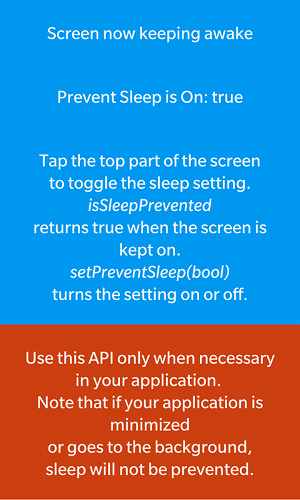 Screen now keeping awake
Prevent Sleep is On: true
Tap the top part of the screen
to toggle the sleep setting.
isSleepPrevented
returns true when the screen is
kept on.
setPreventSleep(bool)
turns the setting on or off.
Use this API only when necessary
in your application.
Note that if your application is
minimized
or goes to the background,
sleep will not be prevented.